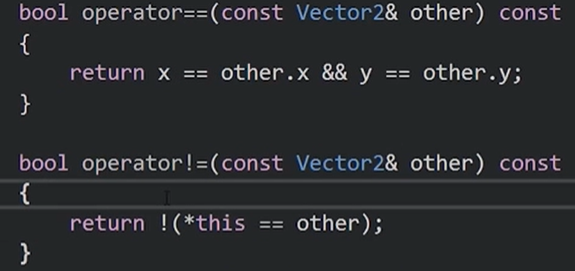 bool operator==(const Vector2& other) const
{
    return x == other.x && y == other.y;
}

bool operator!=(const Vector2& other) const
{
    return !(*this == other);
}